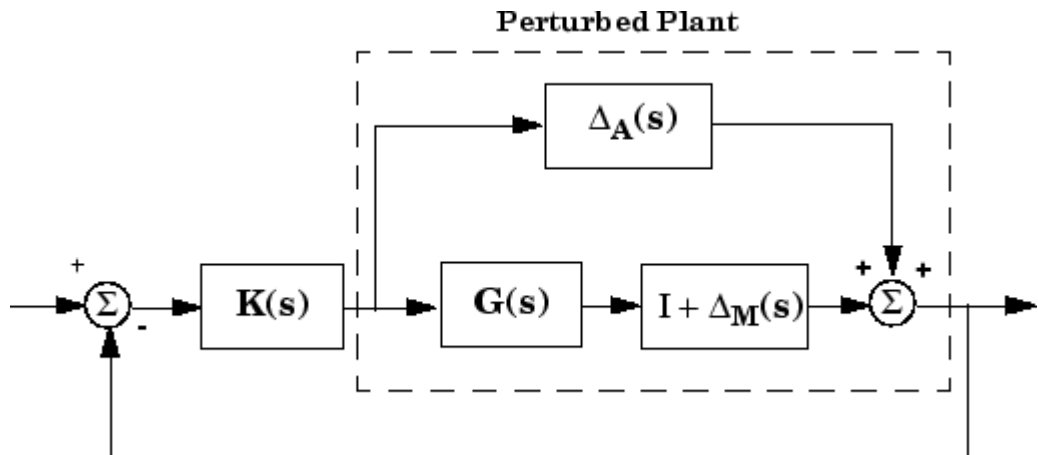 Perturbed Plant
Δ_A(s)
+
+ +
Σ
K(s)
G(s)
I + Δ_M(s)
Σ
-